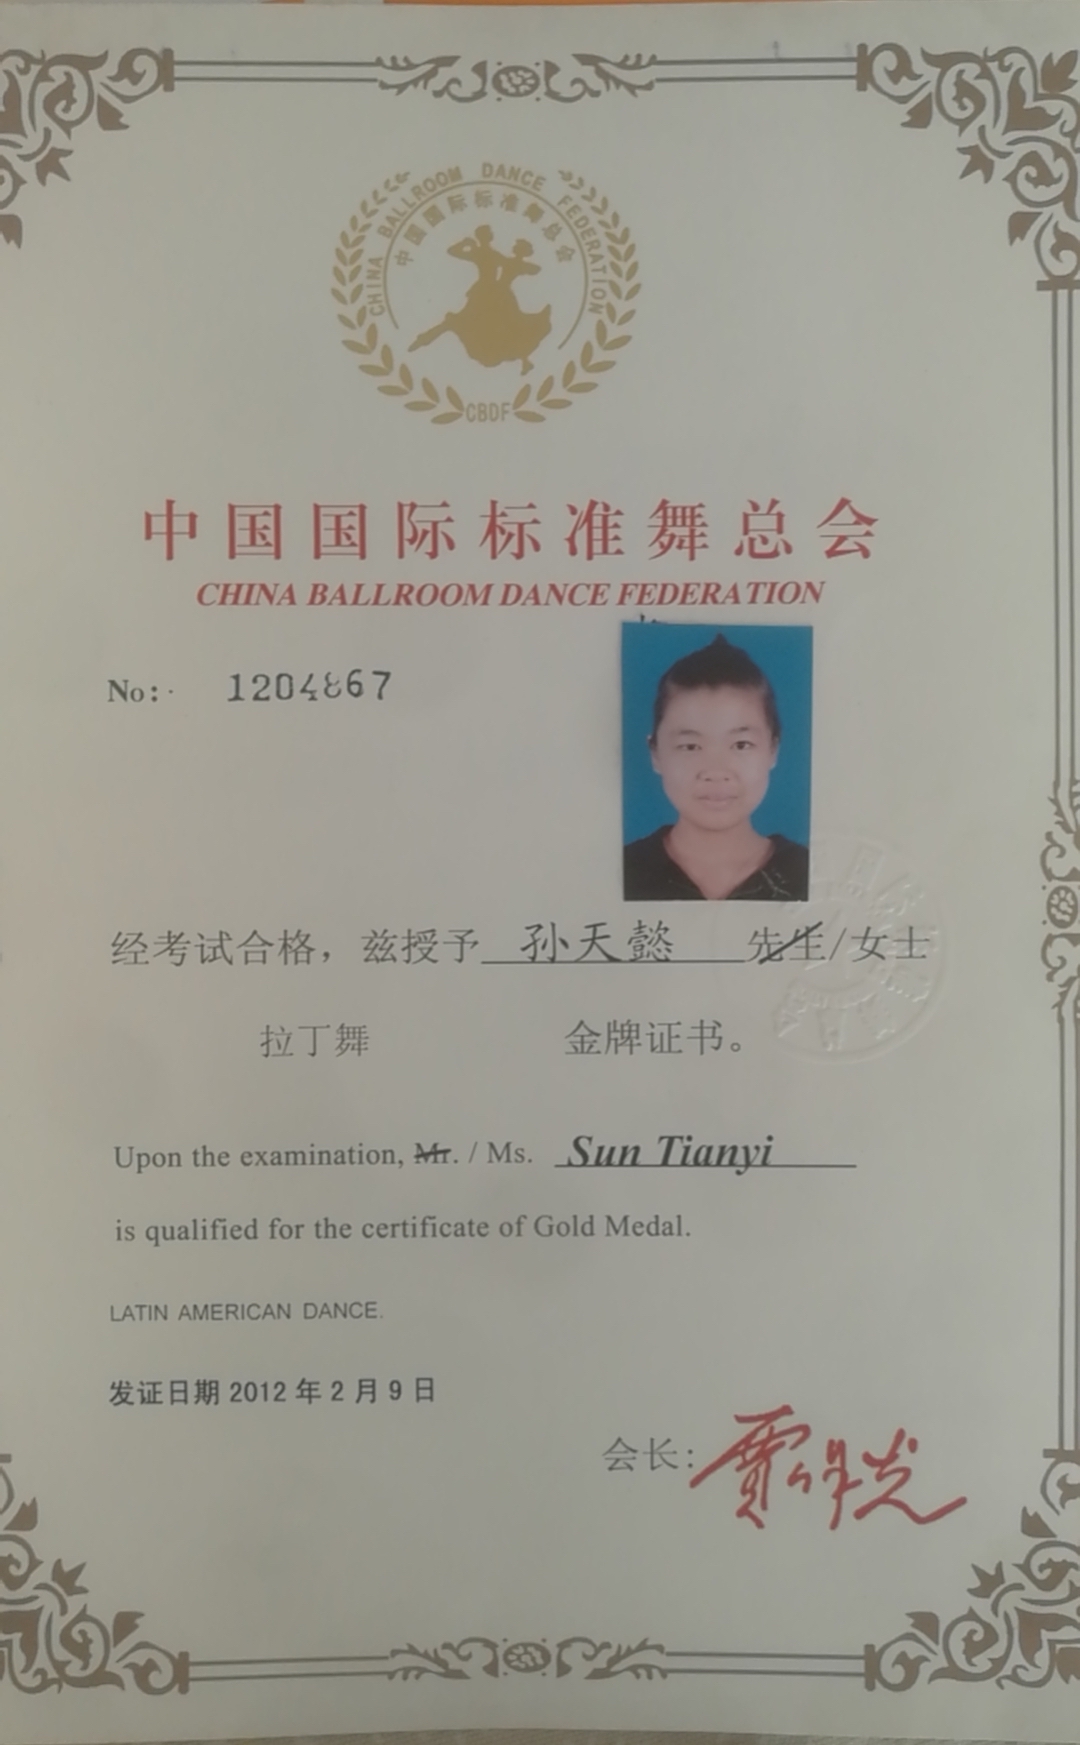 CHINA BALLROOM DANCE FEDERATION
中国国际标准舞总会
CBDF
中国国际标准舞总会
CHINA BALLROOM DANCE FEDERATION
No: 1204867
经考试合格，兹授予 孙天懿 先生/女士
拉丁舞 金牌证书。
Upon the examination, Mr. / Ms. Sun Tianyi
is qualified for the certificate of Gold Medal.
LATIN AMERICAN DANCE.
发证日期 2012 年 2 月 9 日
会长: